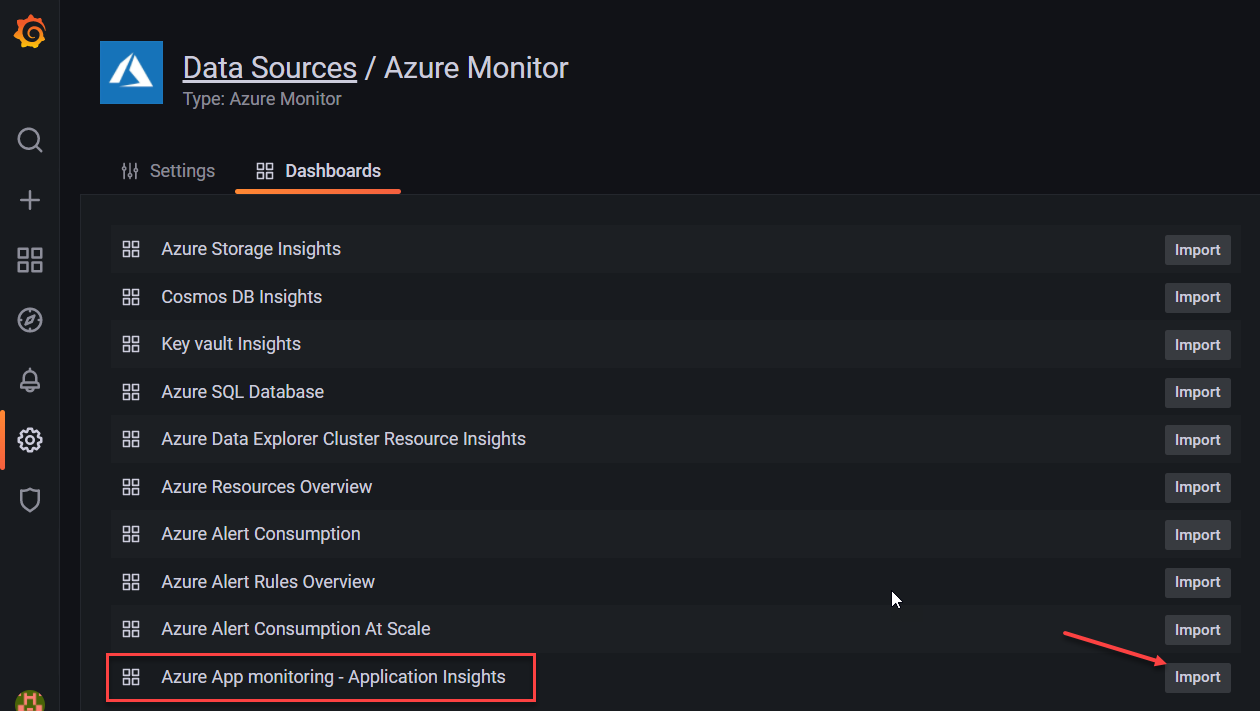 Data Sources / Azure Monitor
Type: Azure Monitor
Settings Dashboards
Azure Storage Insights Import
Cosmos DB Insights Import
Key vault Insights Import
Azure SQL Database Import
Azure Data Explorer Cluster Resource Insights Import
Azure Resources Overview Import
Azure Alert Consumption Import
Azure Alert Rules Overview Import
Azure Alert Consumption At Scale Import
Azure App monitoring - Application Insights Import